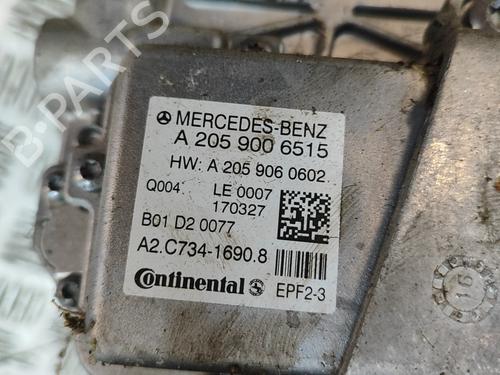 MERCEDES-BENZ
A 205 900 6515
HW: A 205 906 0602
Q004 LE 0007
170327
B01 D2 0077
A2.C734-1690.8
Continental EPF2-3
16
B-PARTS